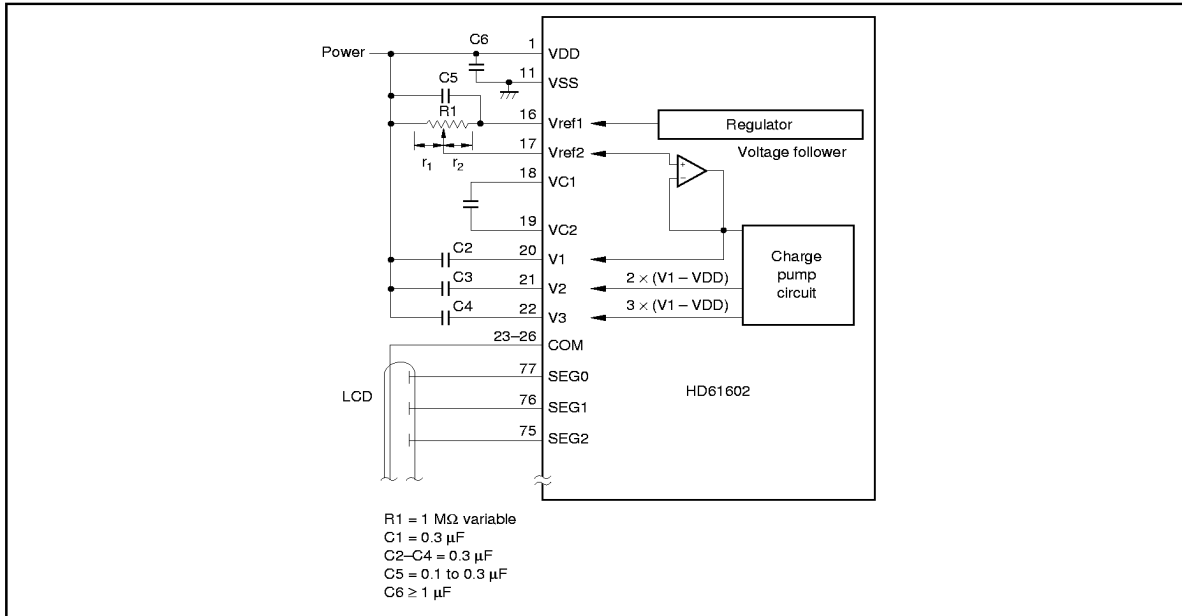 Power
C6
1
VDD
11
VSS
C5
R1
16
Vref1
Regulator
r1
r2
17
Vref2
Voltage follower
+
−
18
VC1
19
VC2
C2
20
V1
Charge
pump
circuit
C3
21
V2
2 × (V1 – VDD)
C4
22
V3
3 × (V1 – VDD)
23–26
COM
LCD
77
SEG0
HD61602
76
SEG1
75
SEG2
R1 = 1 MΩ variable
C1 = 0.3 µF
C2–C4 = 0.3 µF
C5 = 0.1 to 0.3 µF
C6 ≥ 1 µF